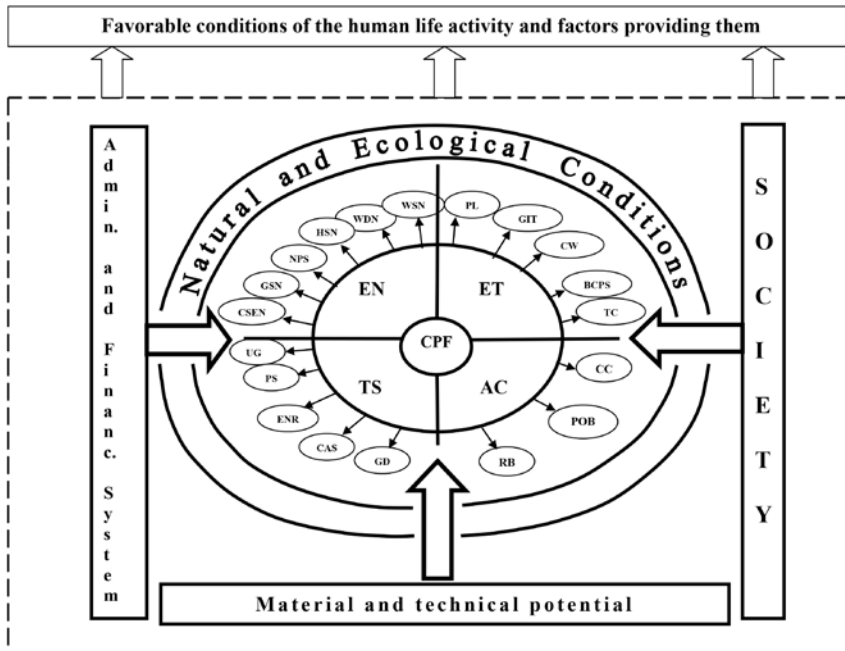 Favorable conditions of the human life activity and factors providing them
Admin. and Financ. System
Natural and Ecological Conditions
SOCIETY
WSN
PL
WDN
GIT
HSN
CW
NPS
EN
ET
GSN
BCPS
CSEN
TC
CPF
UG
CC
PS
TS
AC
ENR
POB
CAS
GD
RB
Material and technical potential